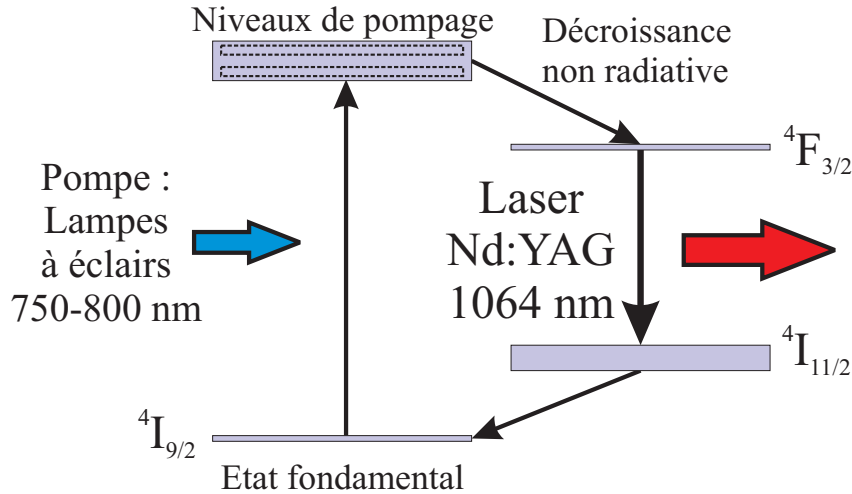 Niveaux de pompage
Décroissance
non radiative
⁴F₃/₂
Pompe :
Lampes
à éclairs
750-800 nm
Laser
Nd:YAG
1064 nm
⁴I₁₁/₂
⁴I₉/₂
Etat fondamental